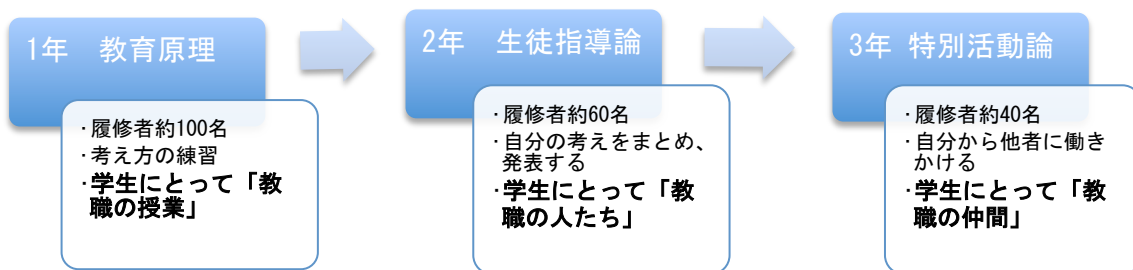 1年　教育原理
・履修者約100名
・考え方の練習
・学生にとって「教
職の授業」
2年　生徒指導論
・履修者約60名
・自分の考えをまとめ、
発表する
・学生にとって「教
職の人たち」
3年 特別活動論
・履修者約40名
・自分から他者に働き
かける
・学生にとって「教
職の仲間」